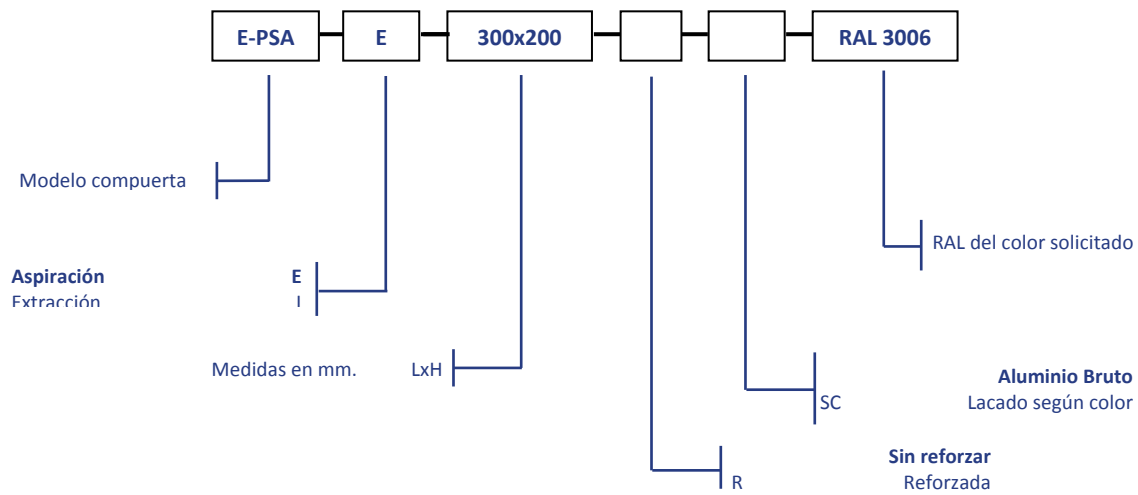 E-PSA E 300x200 RAL 3006
Modelo compuerta
RAL del color solicitado
Aspiración E
Extracción
Medidas en mm. LxH
Aluminio Bruto
SC Lacado según color
Sin reforzar
R Reforzada